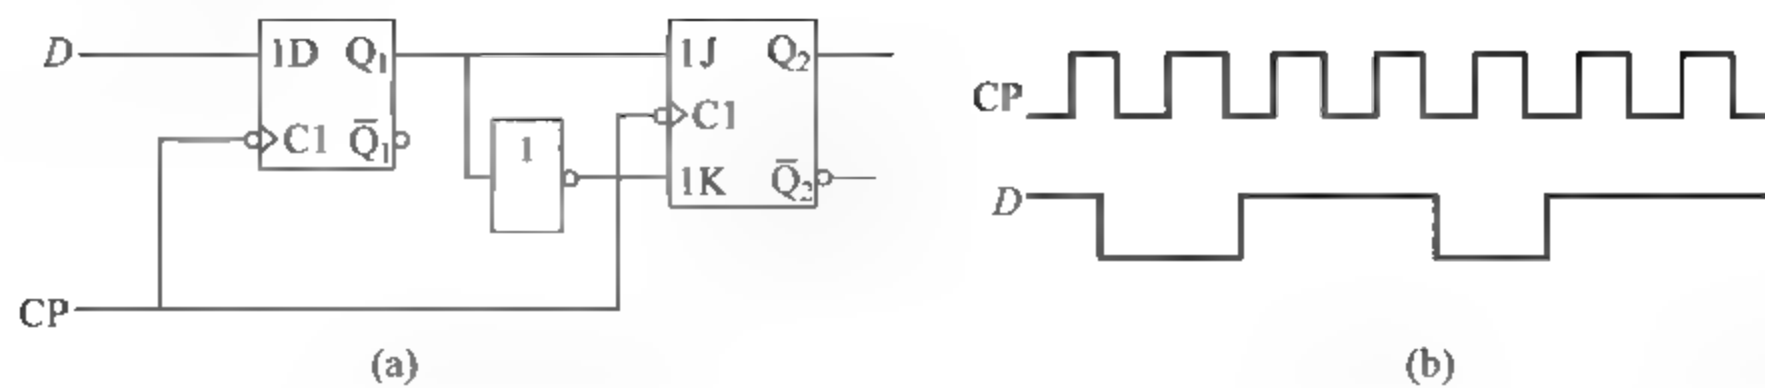 D 1D Q₁ 1J Q₂
C1 Q̅₁ 1 C1
1K Q̅₂
CP
(a)
CP
D
(b)